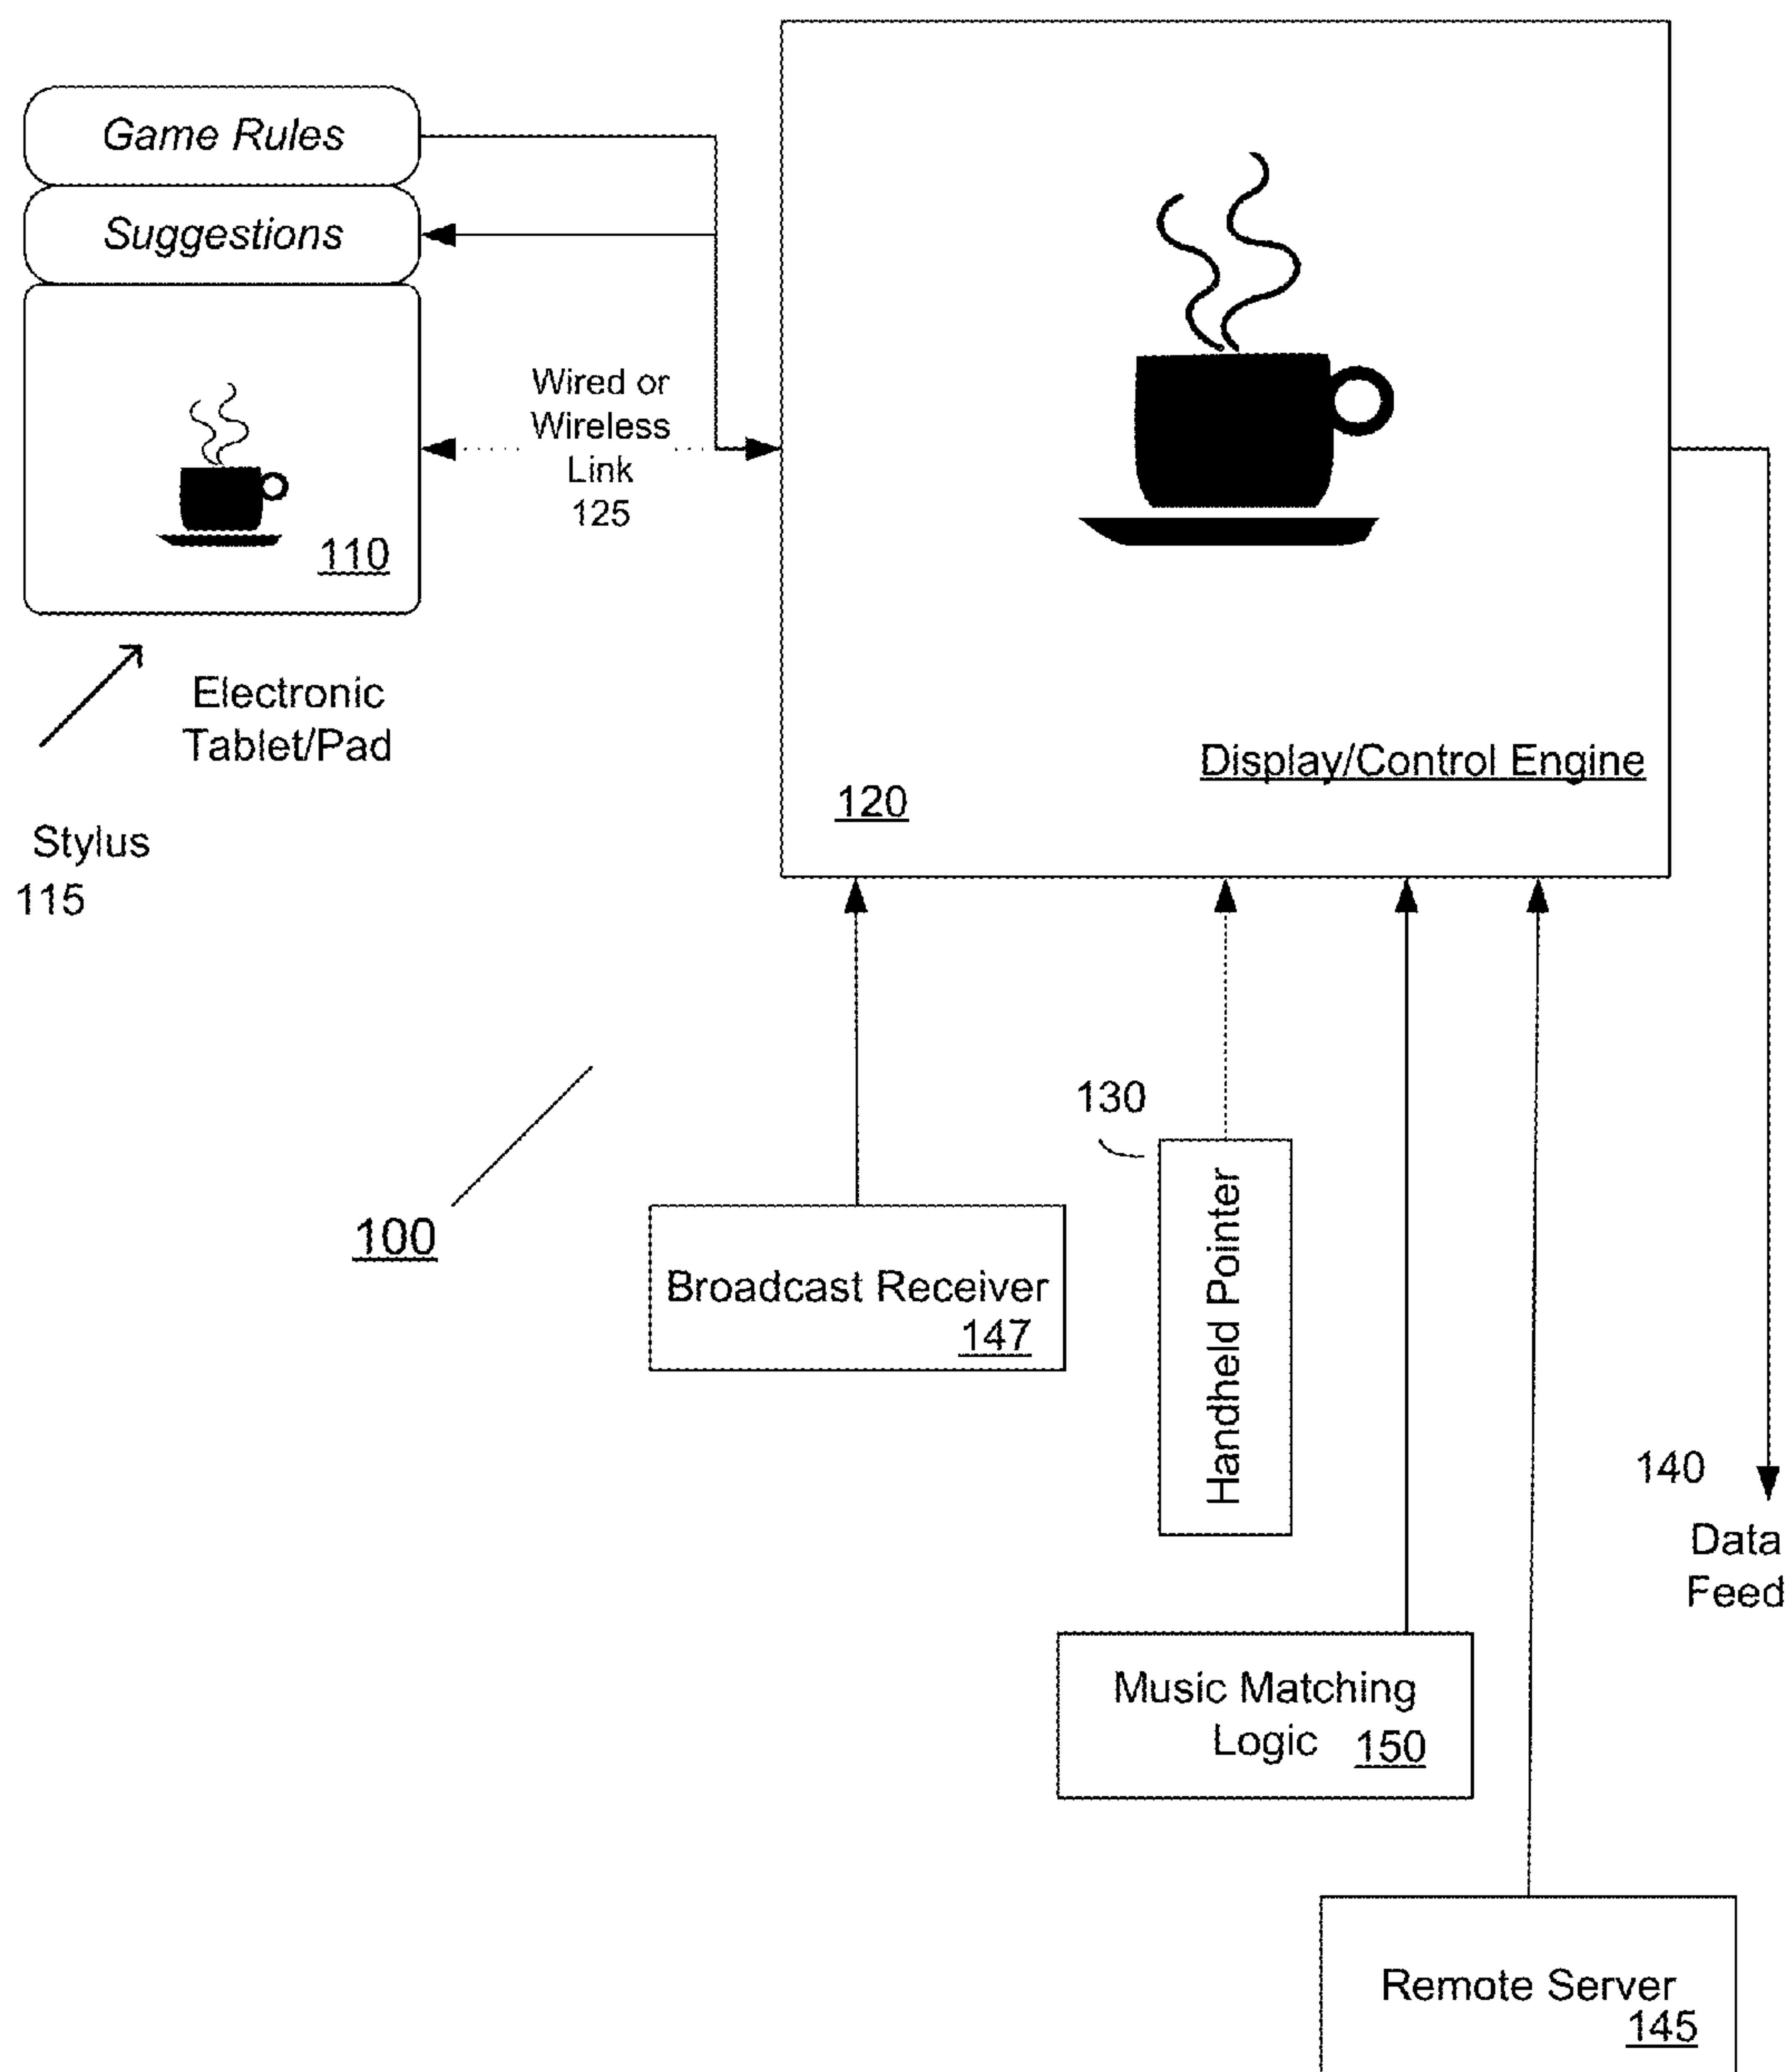 Game Rules
Suggestions
110
Wired or
Wireless
Link
125
Electronic
Tablet/Pad
Stylus
115
Display/Control Engine
120
100
130
Broadcast Receiver
147
Handheld Pointer
140
Data
Feed
Music Matching
Logic 150
Remote Server
145